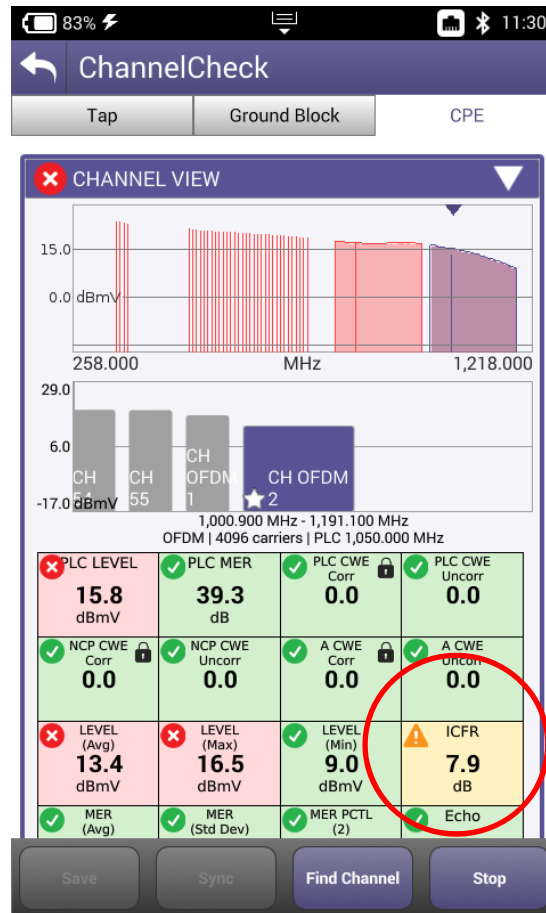 83% 11:30
ChannelCheck
Tap Ground Block CPE
CHANNEL VIEW
15.0
0.0 dBmV
258.000 MHz 1,218.000
29.0
6.0
-17.0 dBmV
CH 54
CH 55
CH OFDM 1
CH OFDM 2
1,000.900 MHz - 1,191.100 MHz
OFDM | 4096 carriers | PLC 1,050.000 MHz
PLC LEVEL
15.8
dBmV
PLC MER
39.3
dB
PLC CWE
Corr
0.0
PLC CWE
Uncorr
0.0
NCP CWE
Corr
0.0
NCP CWE
Uncorr
0.0
A CWE
Corr
0.0
A CWE
Uncorr
0.0
LEVEL
(Avg)
13.4
dBmV
LEVEL
(Max)
16.5
dBmV
LEVEL
(Min)
9.0
dBmV
ICFR
7.9
dB
MER
(Avg)
MER
(Std Dev)
MER PCTL
(2)
Echo
Save Sync Find Channel Stop